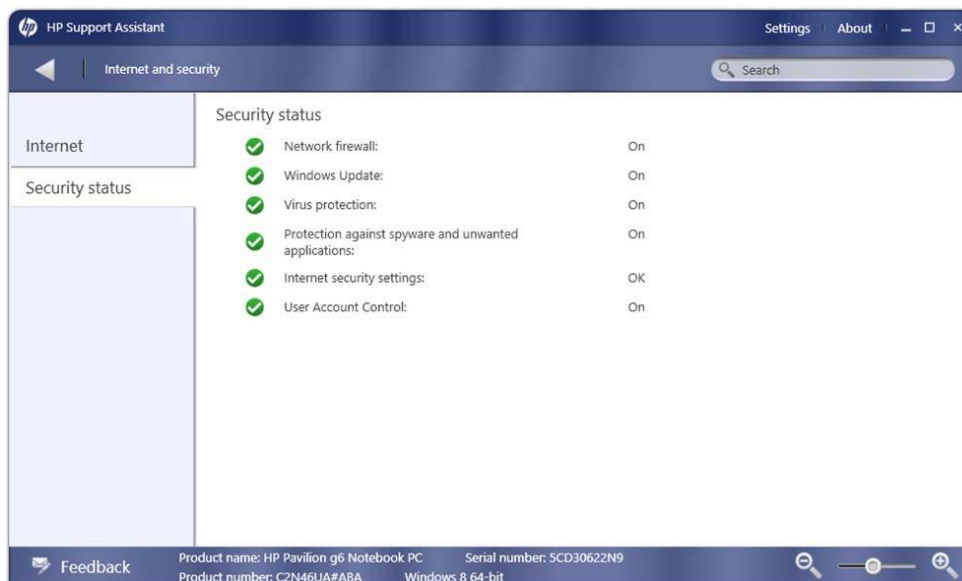 hp HP Support Assistant Settings About
Internet and security Search
Internet
Security status
Security status
Network firewall: On
Windows Update: On
Virus protection: On
Protection against spyware and unwanted On
applications:
Internet security settings: OK
User Account Control: On
Feedback
Product name: HP Pavilion g6 Notebook PC Serial number: 5CD30622N9
Product number: C2N46UA#ABA Windows 8 64-bit